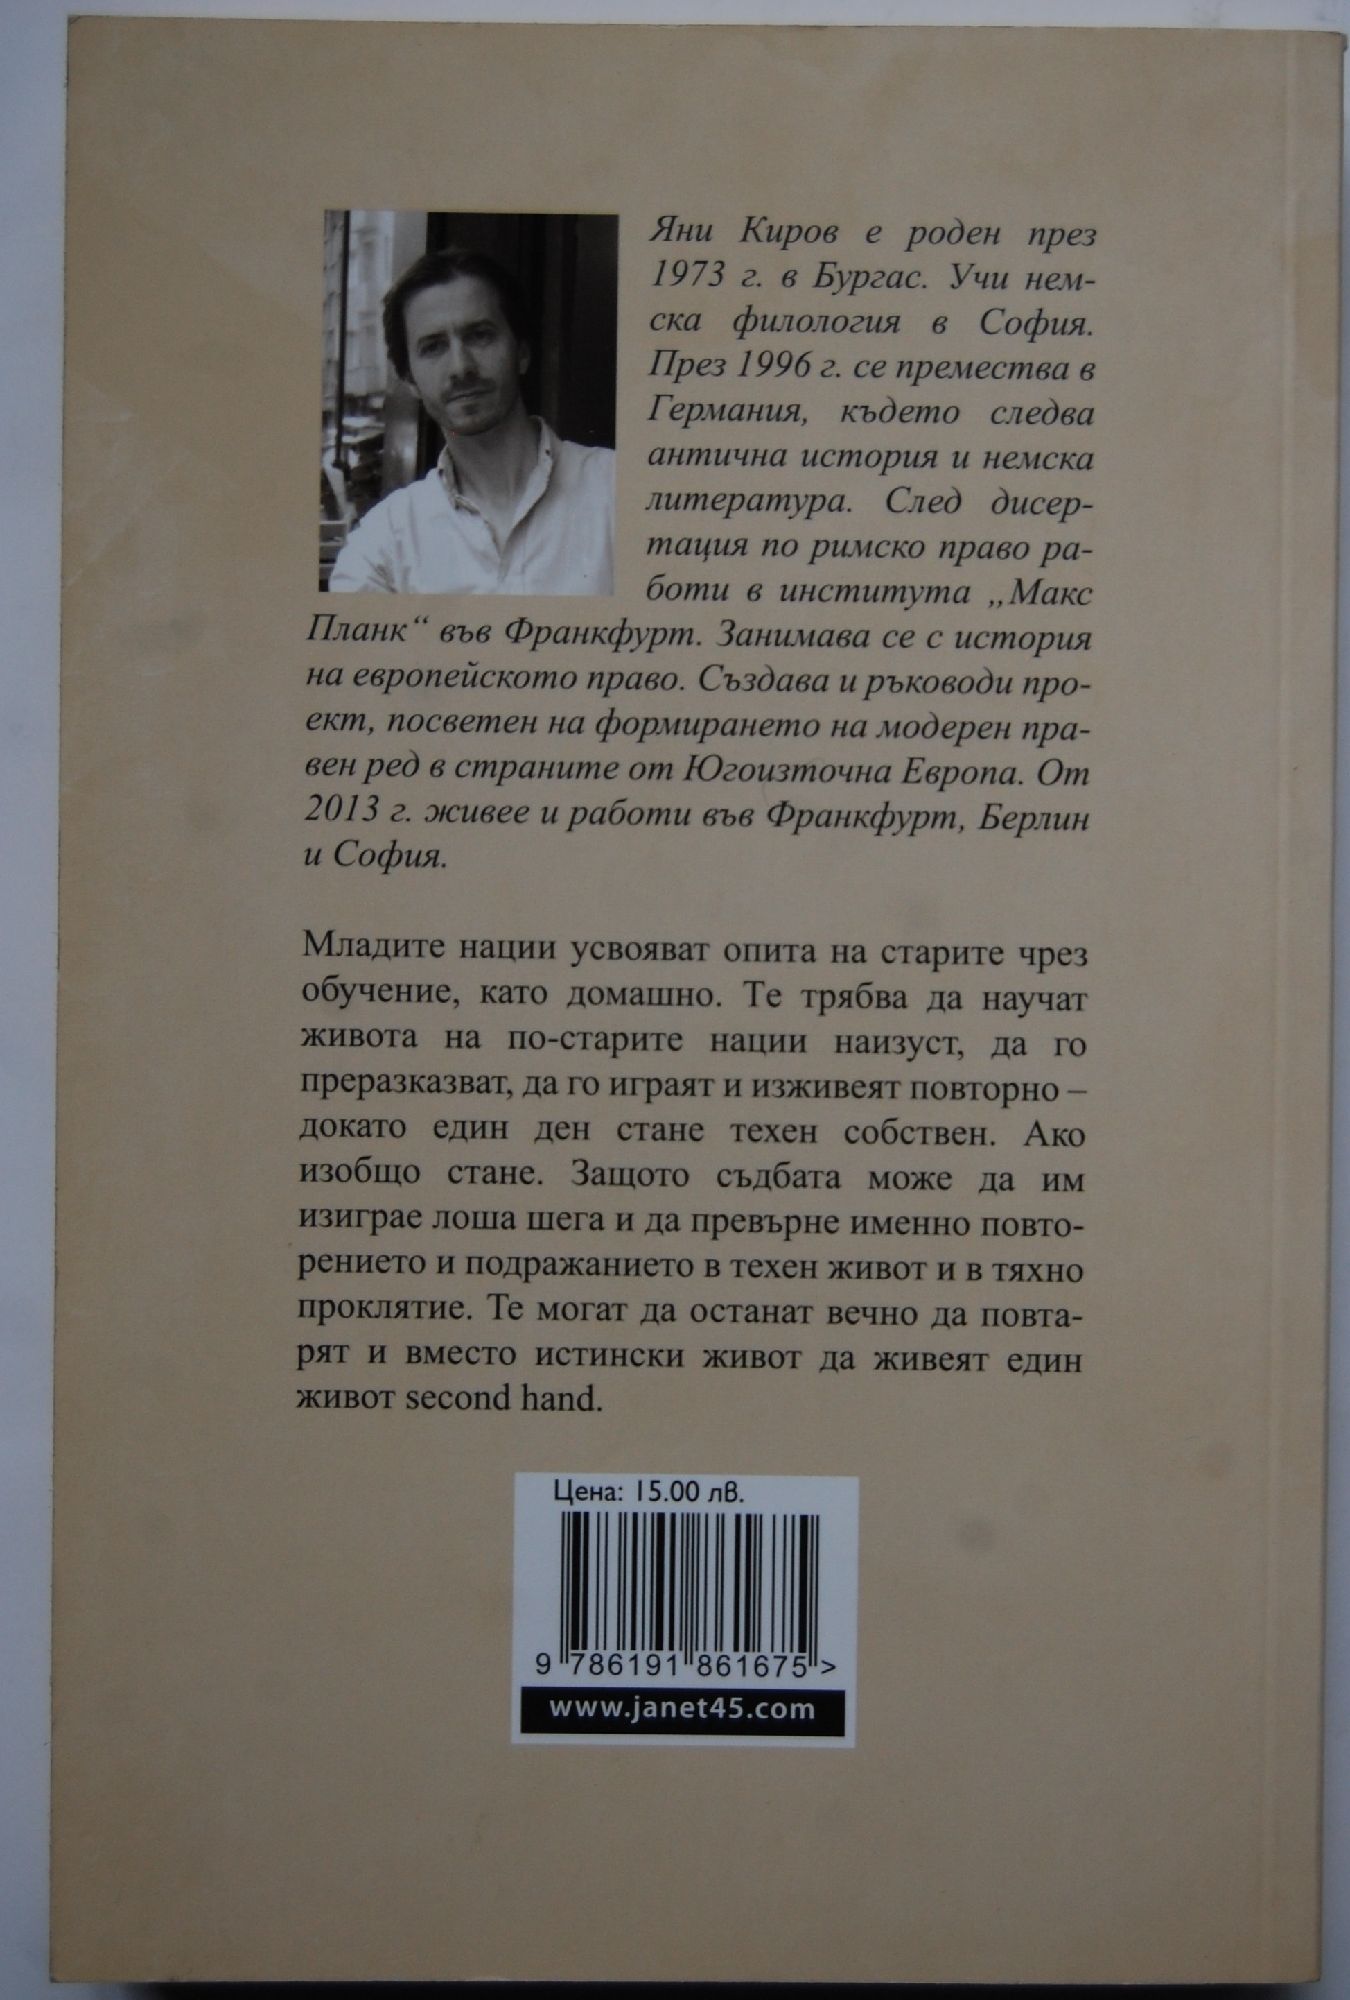 Яни Киров е роден през
1973 г. в Бургас. Учи нем-
ска филология в София.
През 1996 г. се премества в
Германия, където следва
антична история и немска
литература. След дисер-
тация по римско право ра-
боти в института „Макс
Планк“ във Франкфурт. Занимава се с история
на европейското право. Създава и ръководи про-
ект, посветен на формирането на модерен пра-
вен ред в страните от Югоизточна Европа. От
2013 г. живее и работи във Франкфурт, Берлин
и София.
Младите нации усвояват опита на старите чрез
обучение, като домашно. Те трябва да научат
живота на по-старите нации наизуст, да го
преразказват, да го играят и изживеят повторно –
докато един ден стане техен собствен. Ако
изобщо стане. Защото съдбата може да им
изиграе лоша шега и да превърне именно повто-
рението и подражанието в техен живот и в тяхно
проклятие. Те могат да останат вечно да повта-
рят и вместо истински живот да живеят един
живот second hand.
Цена: 15.00 лв.
9 786191 861675 >
www.janet45.com